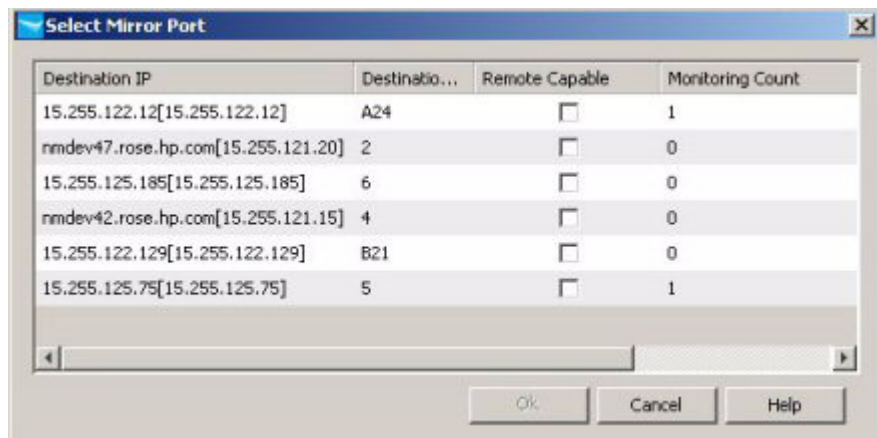 Select Mirror Port
Destination IP Destinatio... Remote Capable Monitoring Count
15.255.122.12[15.255.122.12] A24 1
nmdev47.rose.hp.com[15.255.121.20] 2 0
15.255.125.185[15.255.125.185] 6 0
nmdev42.rose.hp.com[15.255.121.15] 4 0
15.255.122.129[15.255.122.129] B21 0
15.255.125.75[15.255.125.75] 5 1
Ok Cancel Help